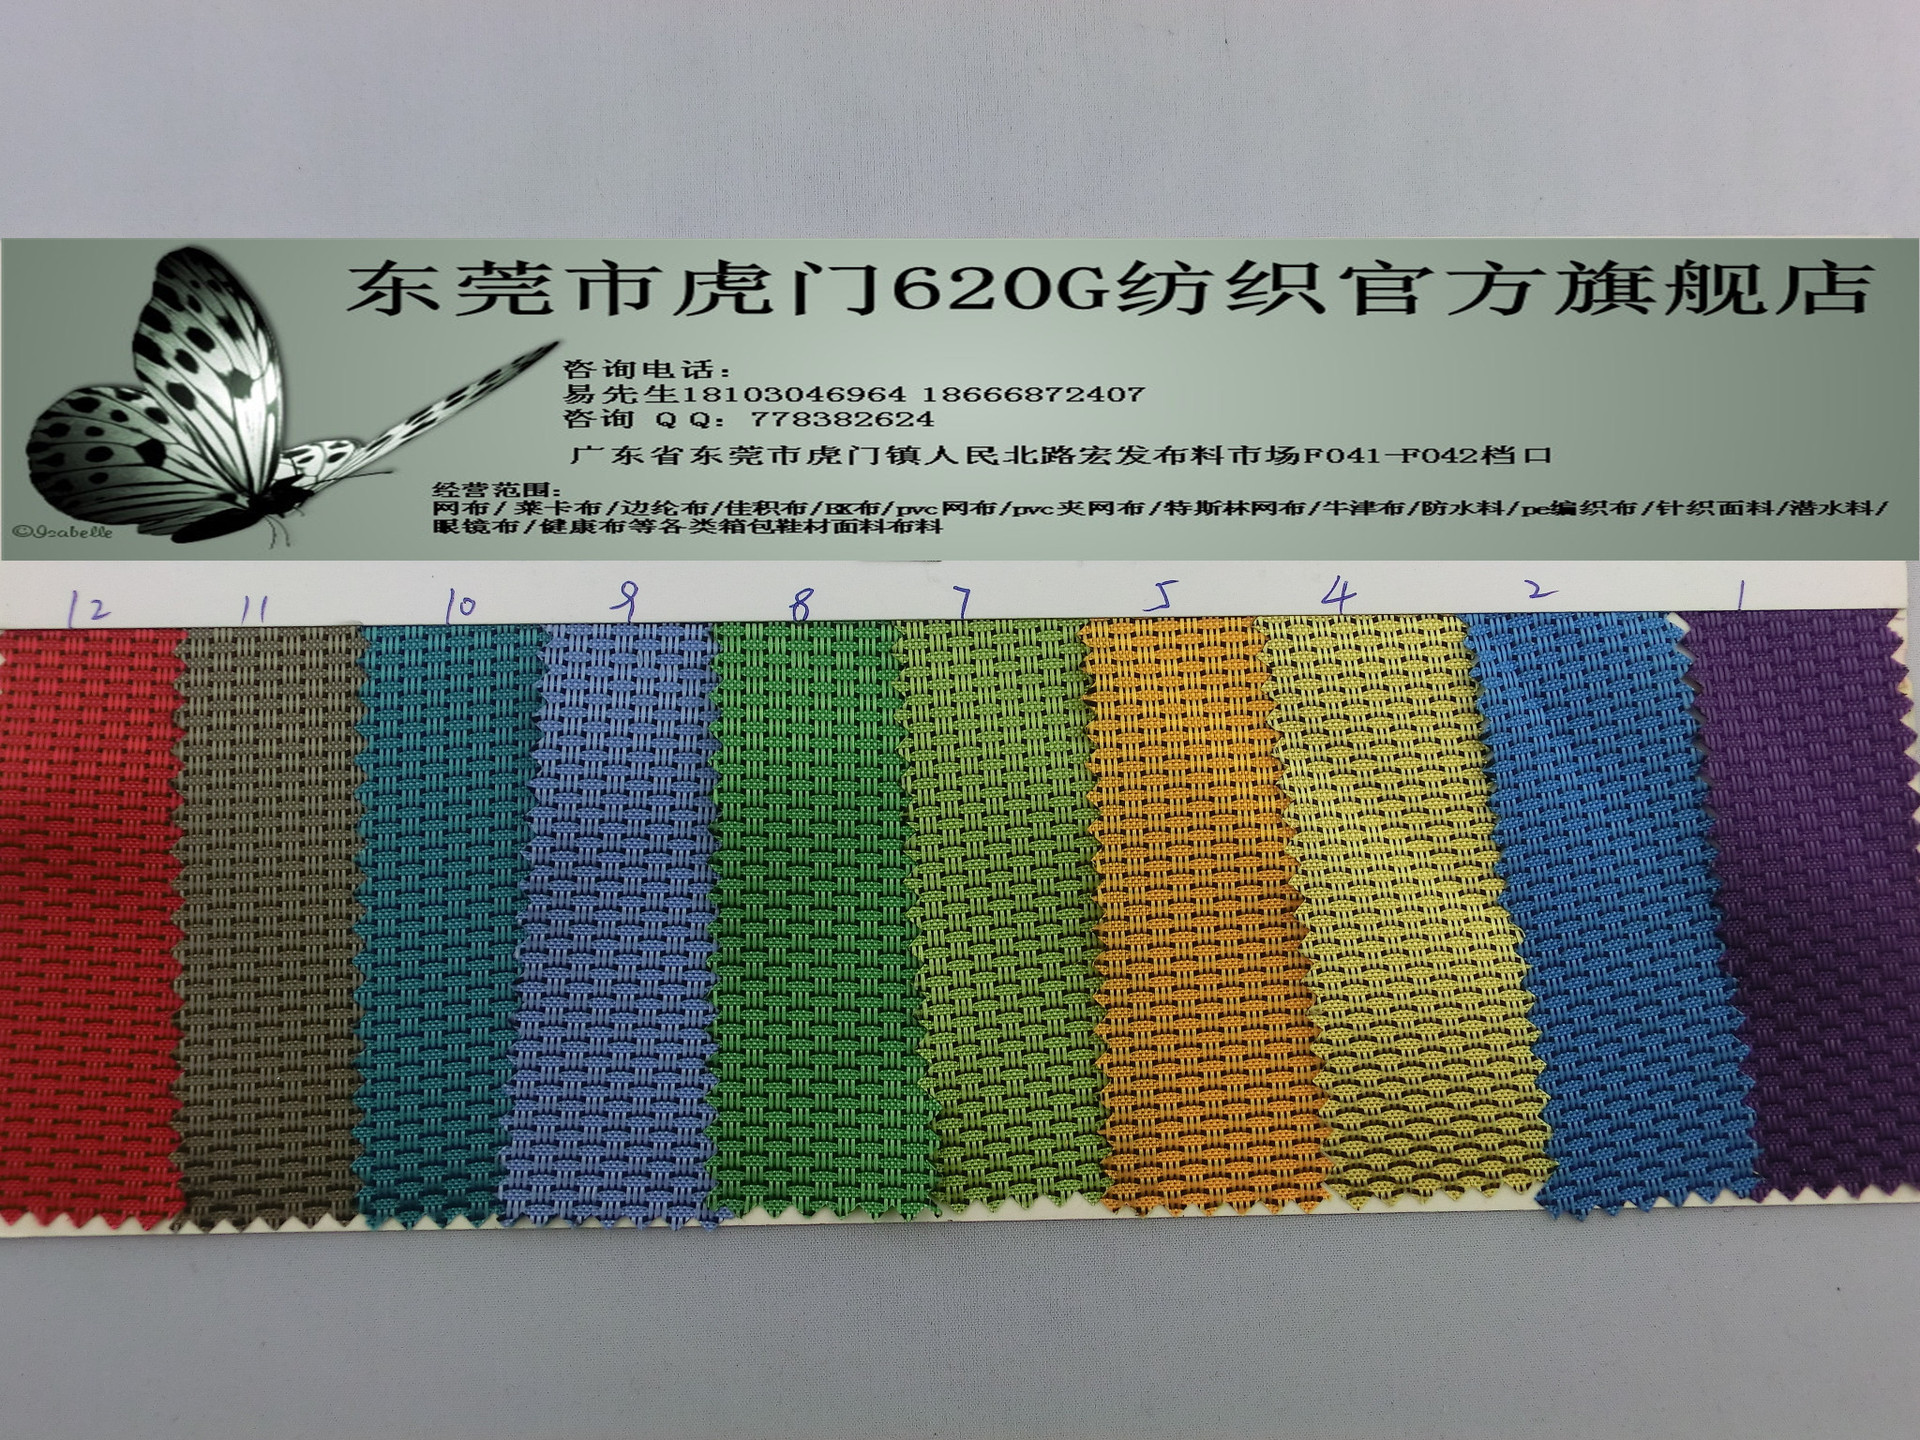 东莞市虎门620G纺织官方旗舰店
咨询电话：
易先生18103046964 18666872407
咨询 QQ：778382624
广东省东莞市虎门镇人民北路宏发布料市场F041-F042档口
经营范围：
网布/莱卡布/边纶布/佳积布/BK布/pvc网布/pvc夹网布/特斯林网布/牛津布/防水料/pe编织布/针织面料/潜水料/
眼镜布/健康布等各类箱包鞋材面料布料
©Izabelle
12 11 10 9 8 7 5 4 2 1